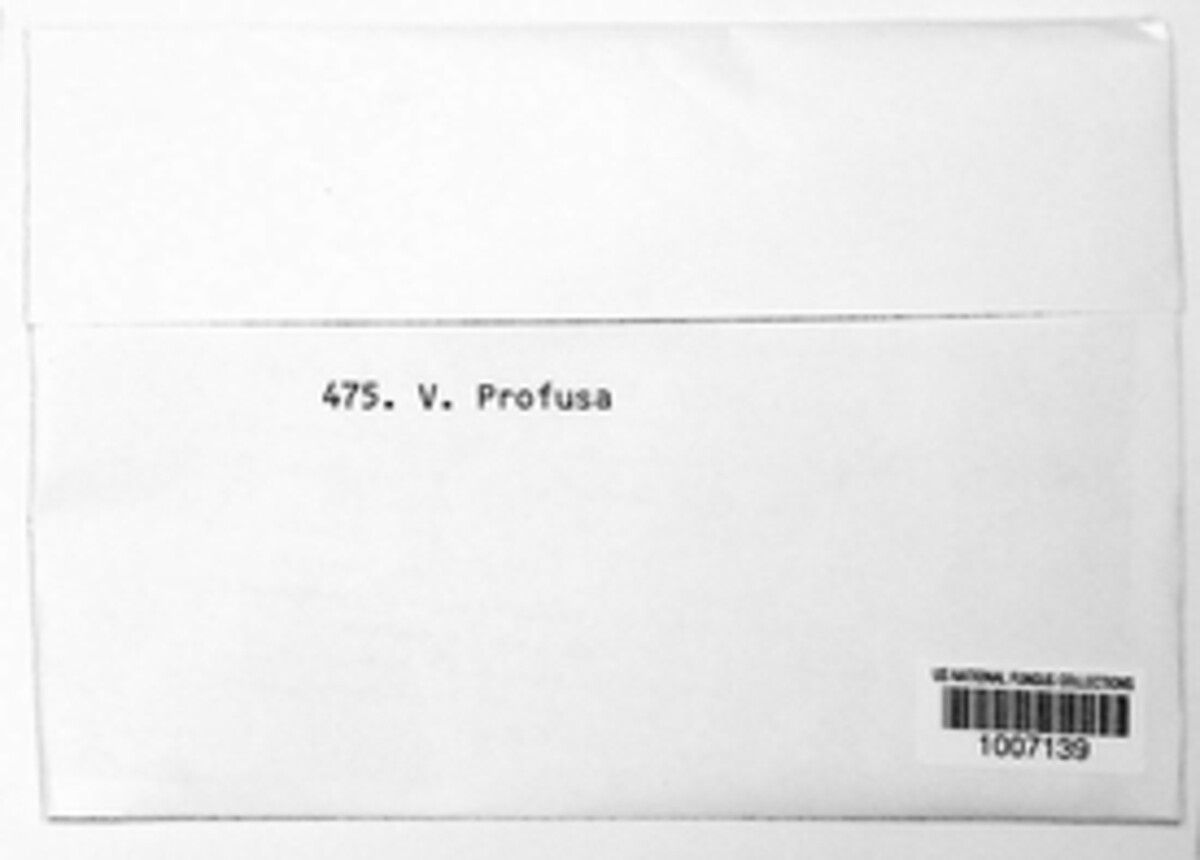 475. V. Profusa
US NATIONAL FUNGUS COLLECTIONS
1007139